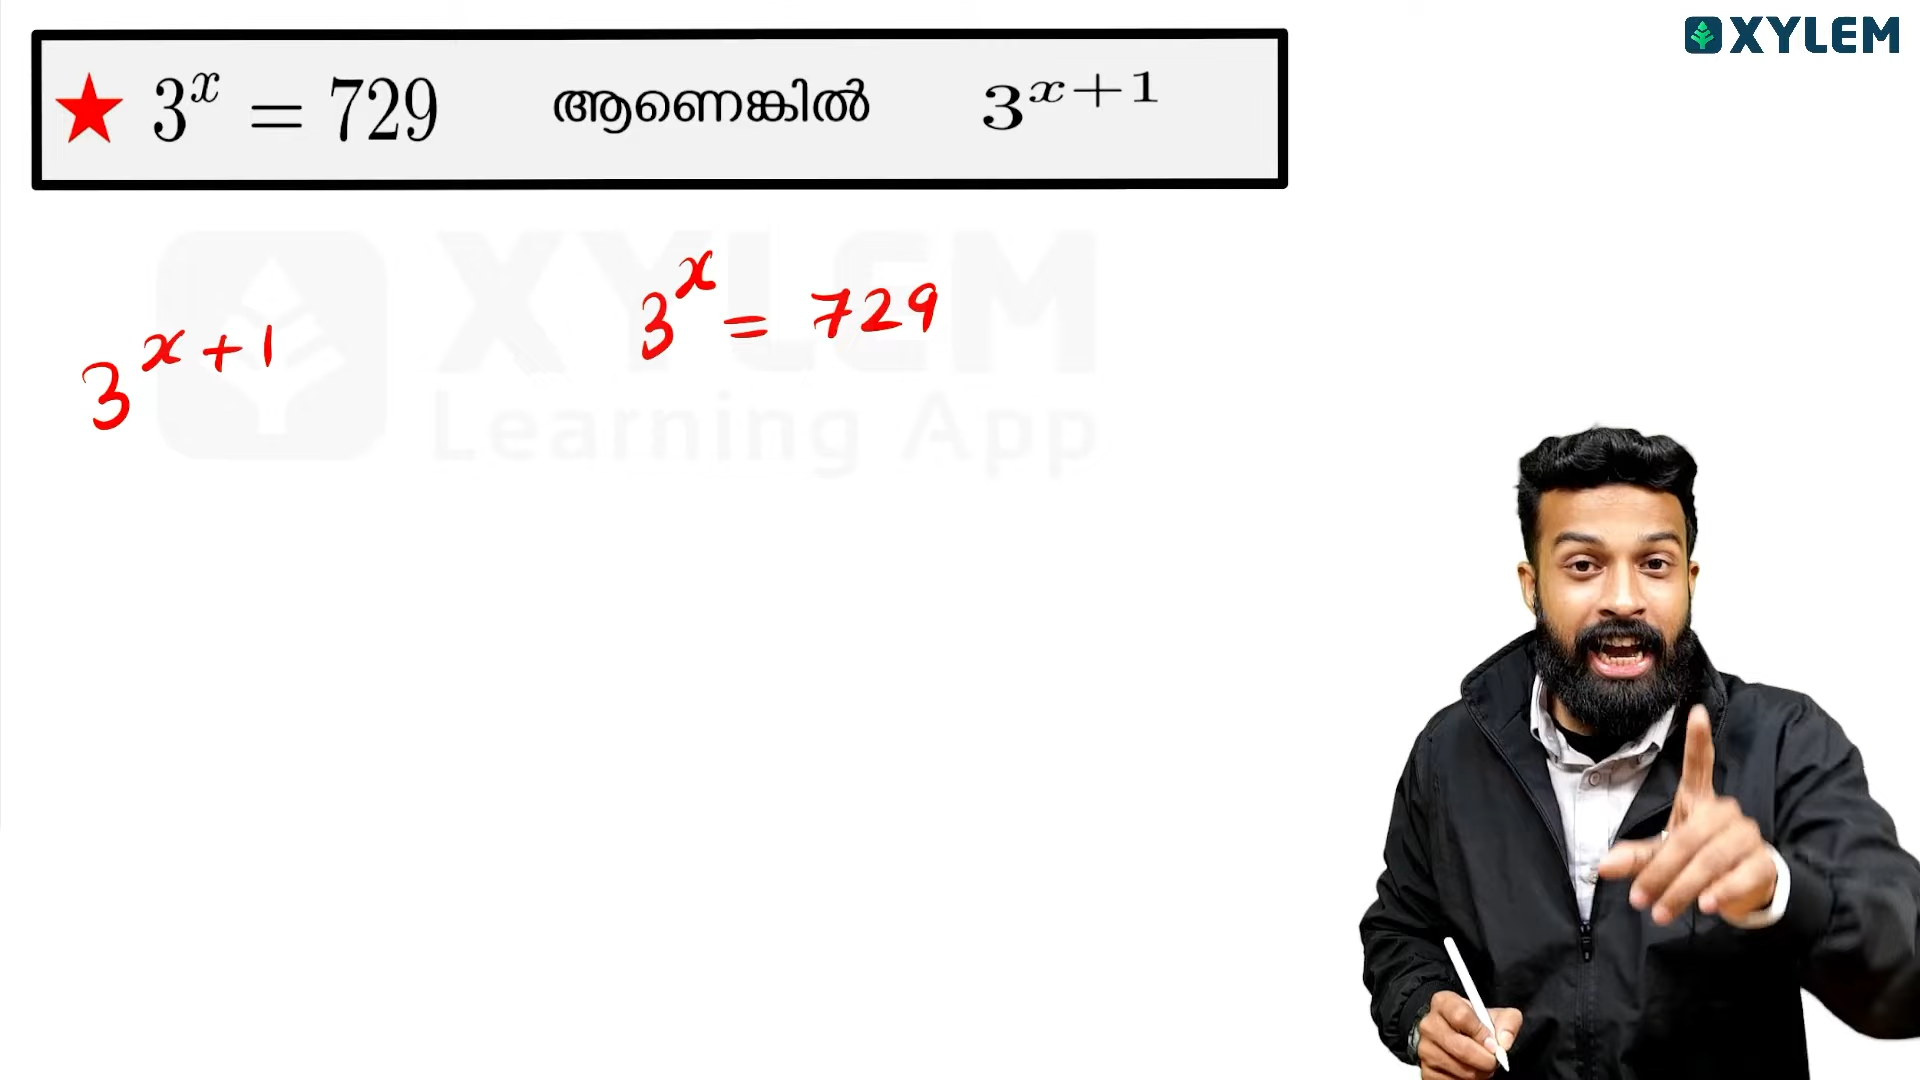 XYLEM
★ 3^x = 729 ആണെങ്കിൽ 3^{x+1}
XYLEM
Learning App
3^x = 729
3^{x+1}